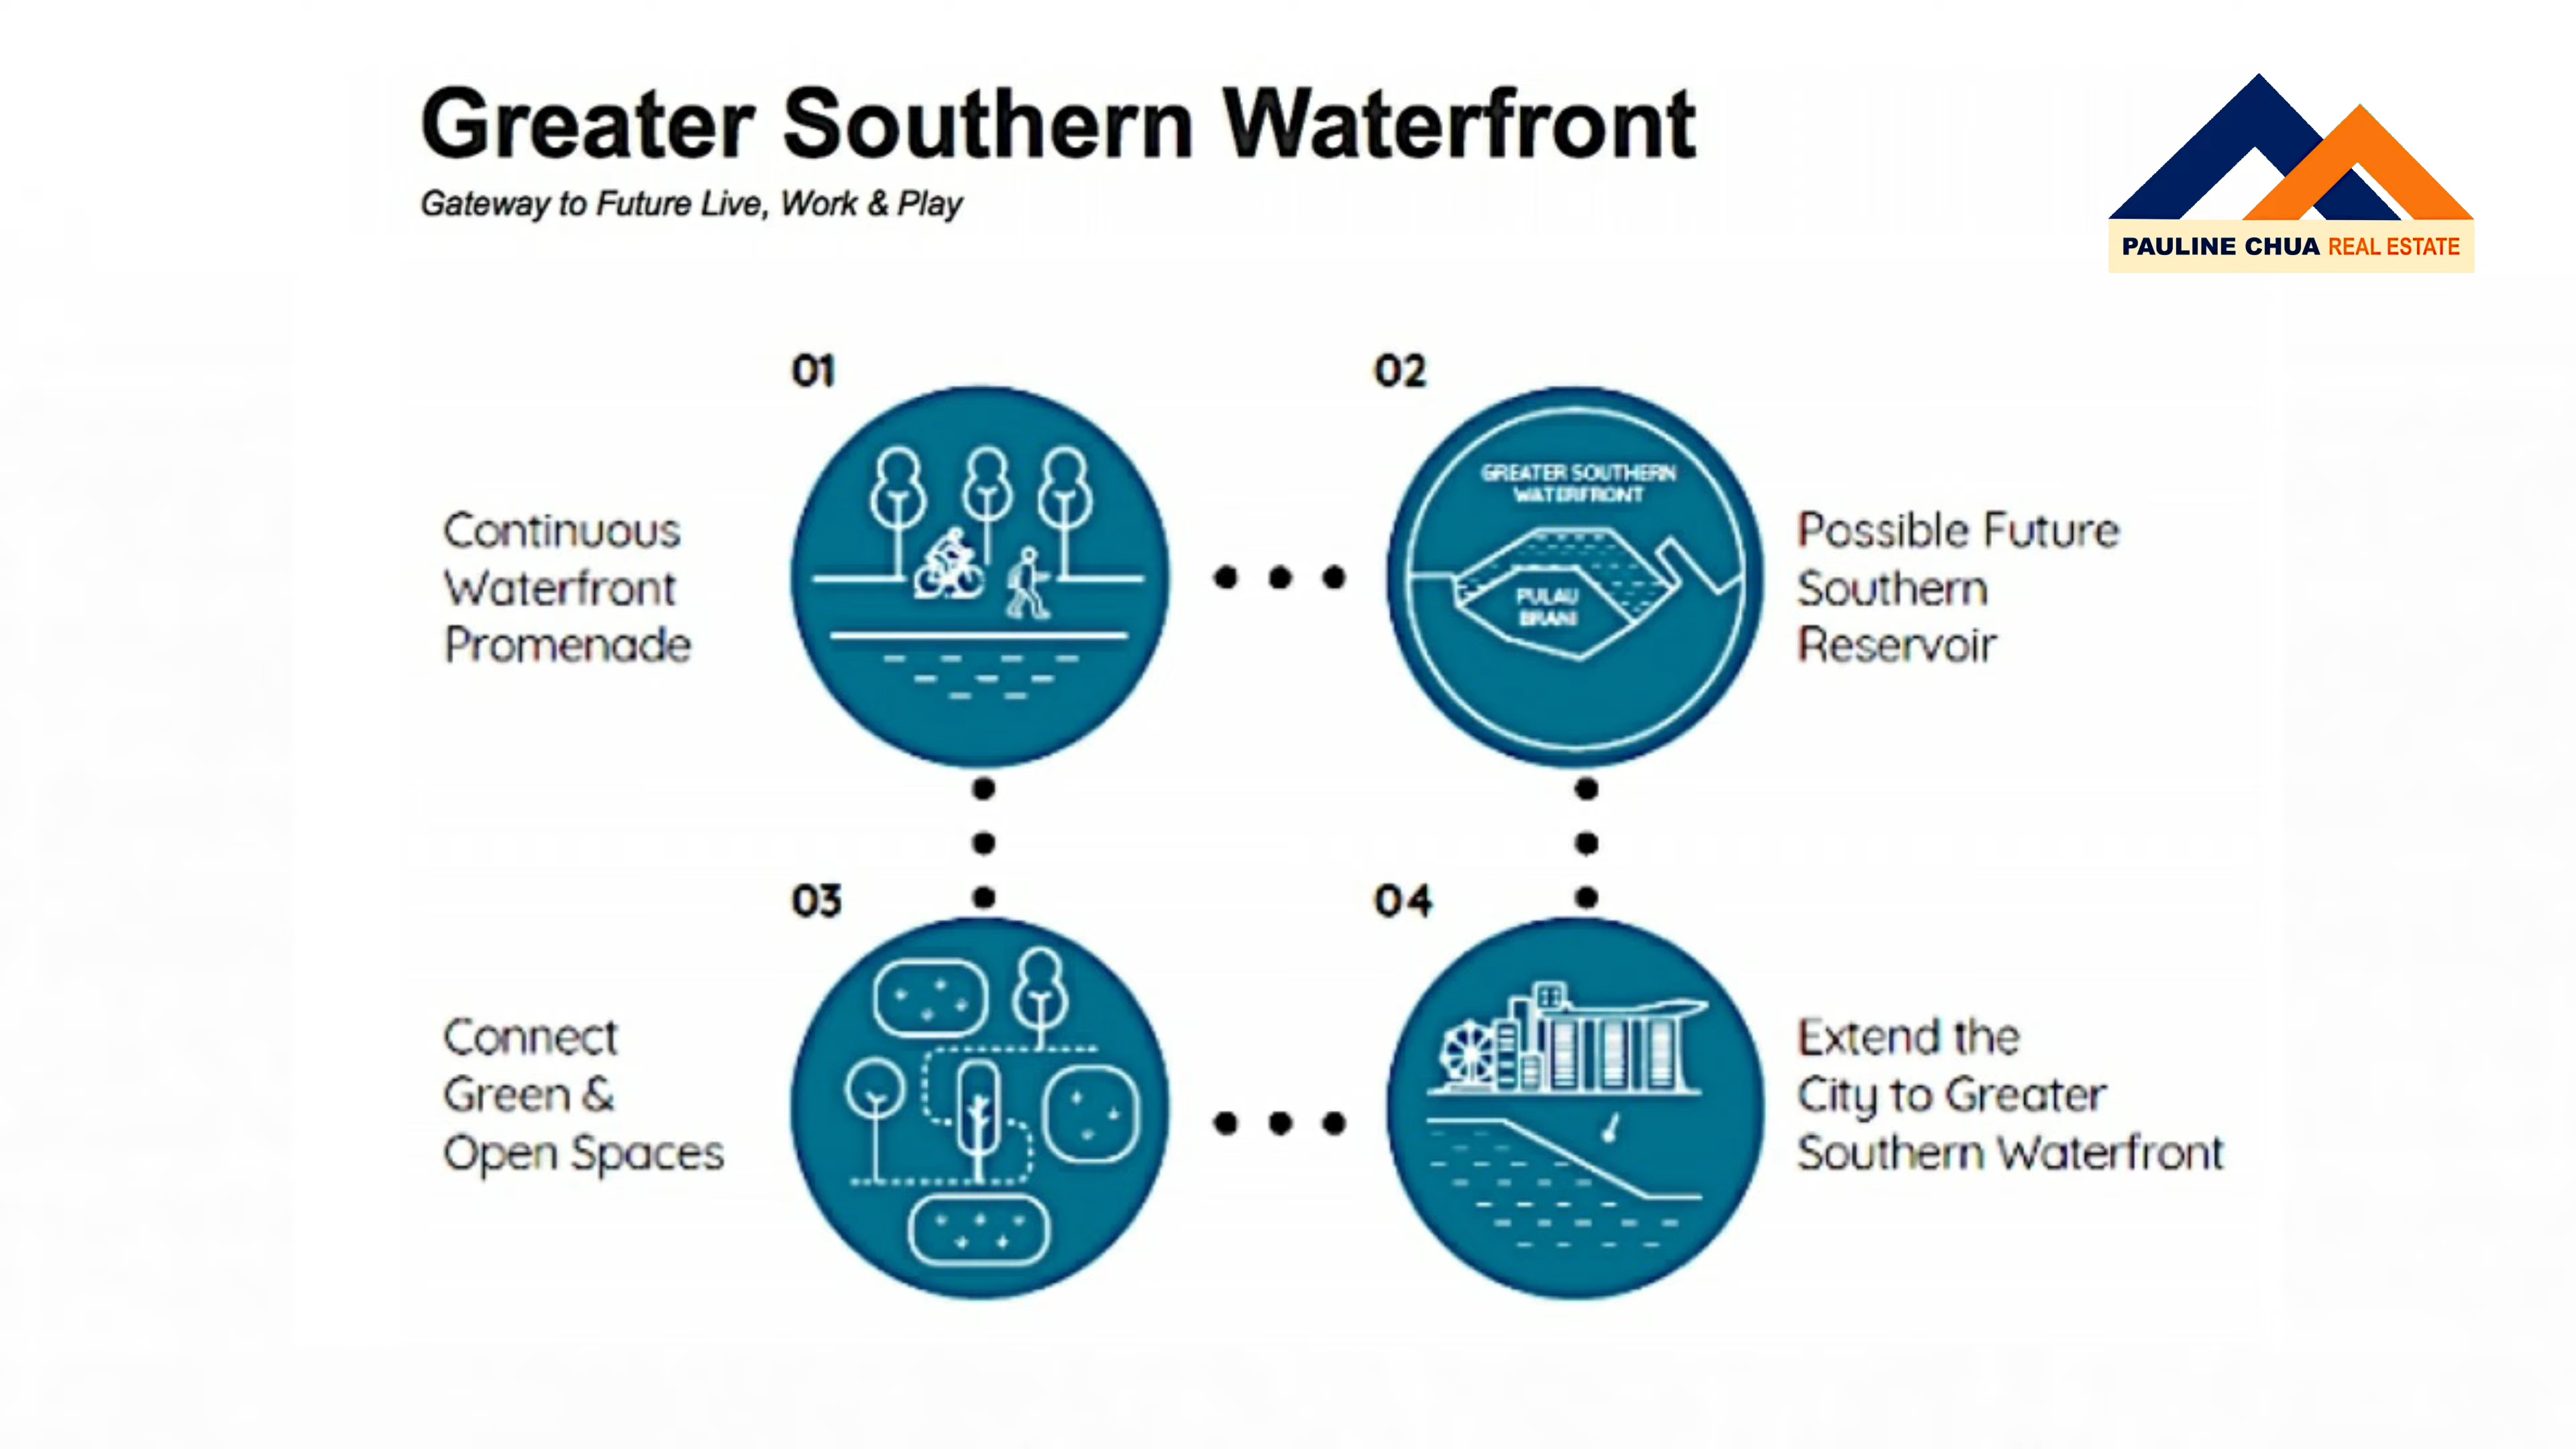 Greater Southern Waterfront
Gateway to Future Live, Work & Play
PAULINE CHUA REAL ESTATE
01
Continuous
Waterfront
Promenade
02
GREATER SOUTHERN
WATERFRONT
PULAU
BRANI
Possible Future
Southern
Reservoir
03
Connect
Green &
Open Spaces
04
Extend the
City to Greater
Southern Waterfront